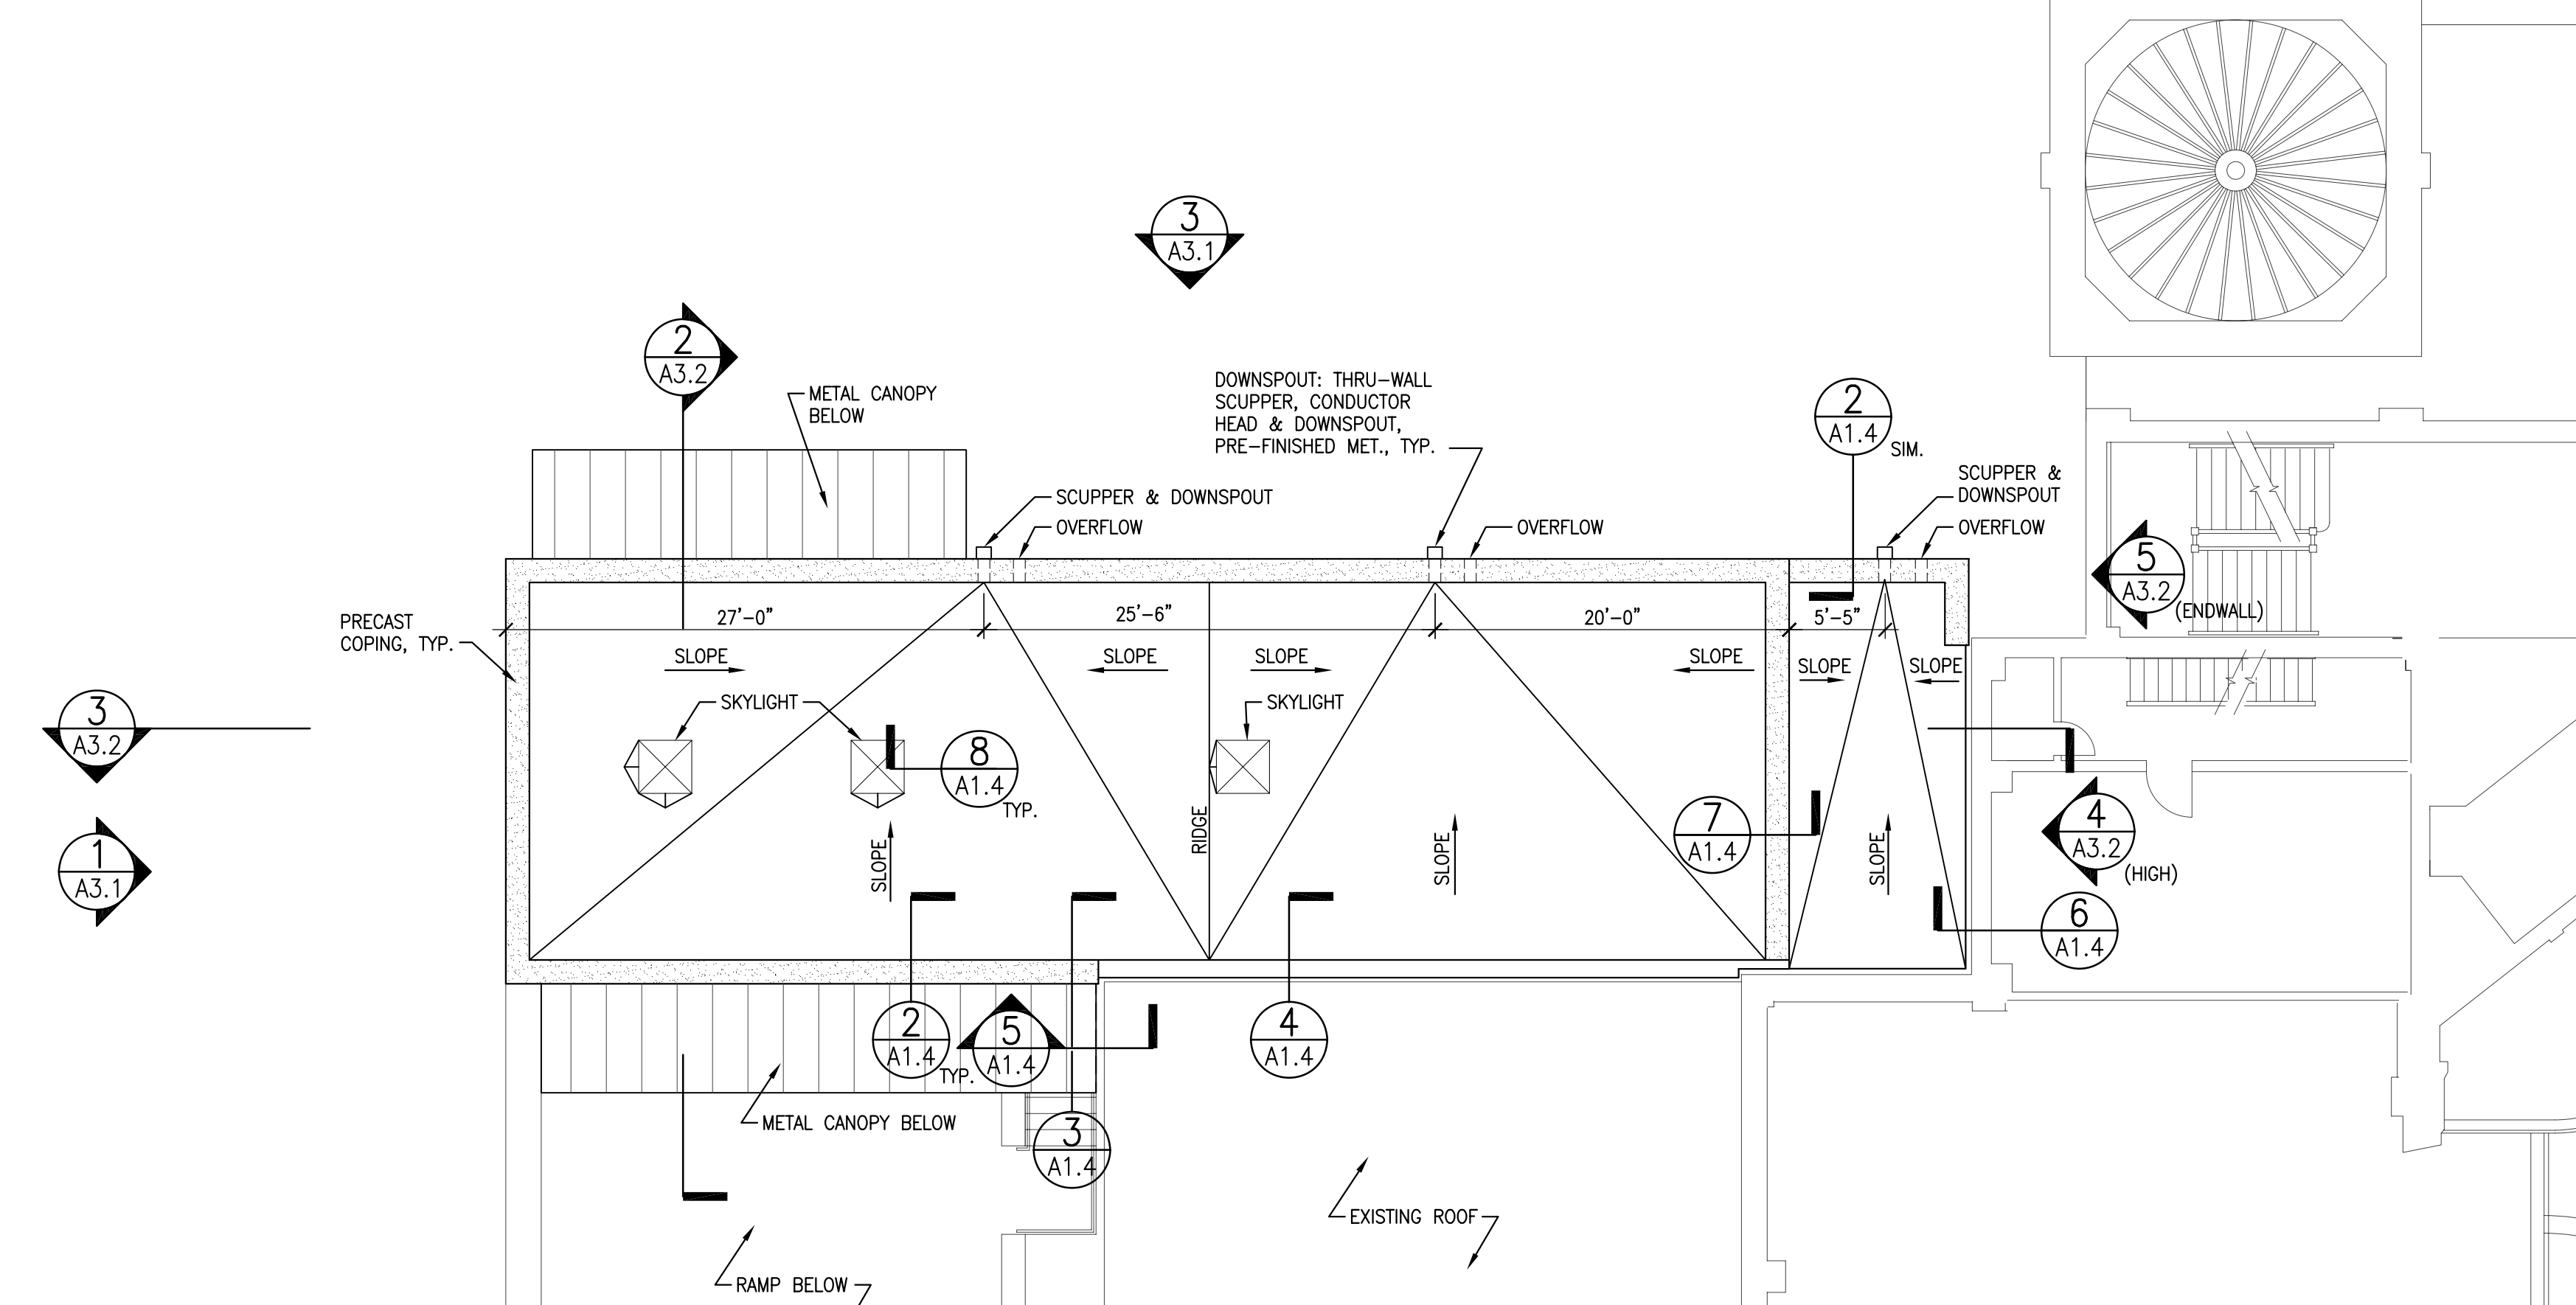 3
A3.1
2
A3.2
METAL CANOPY
BELOW
DOWNSPOUT: THRU-WALL
SCUPPER, CONDUCTOR
HEAD & DOWNSPOUT,
PRE-FINISHED MET., TYP.
2
A1.4
SIM.
SCUPPER &
DOWNSPOUT
OVERFLOW
SCUPPER & DOWNSPOUT
OVERFLOW
OVERFLOW
5
A3.2
(ENDWALL)
PRECAST
COPING, TYP.
27'-0"
25'-6"
20'-0"
5'-5"
SLOPE
SLOPE
SLOPE
SLOPE
SLOPE
SLOPE
SKYLIGHT
SKYLIGHT
3
A3.2
8
A1.4
TYP.
RIDGE
7
A1.4
4
A3.2
(HIGH)
1
A3.1
SLOPE
SLOPE
SLOPE
6
A1.4
2
A1.4
TYP.
5
A1.4
4
A1.4
METAL CANOPY BELOW
3
A1.4
EXISTING ROOF
RAMP BELOW